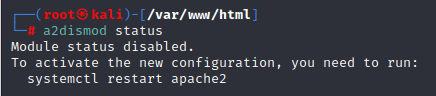 ┌──(root㉿kali)-[/var/www/html]
└─# a2dismod status
Module status disabled.
To activate the new configuration, you need to run:
  systemctl restart apache2